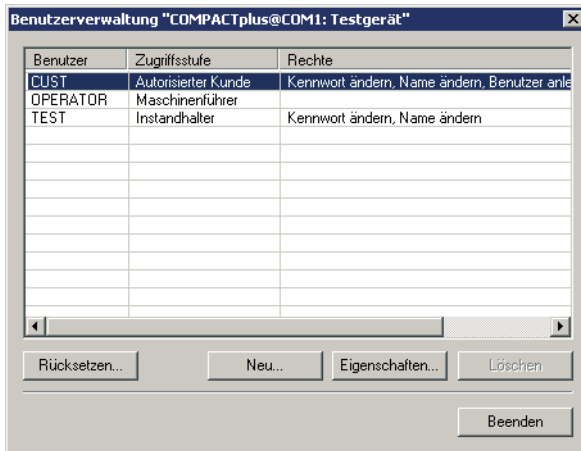 Benutzerverwaltung "COMPACTplus@COM1: Testgerät"
Benutzer Zugriffsstufe Rechte
CUST Autorisierter Kunde Kennwort ändern, Name ändern, Benutzer anle
OPERATOR Maschinenführer
TEST Instandhalter Kennwort ändern, Name ändern
Rücksetzen... Neu... Eigenschaften... Löschen
Beenden